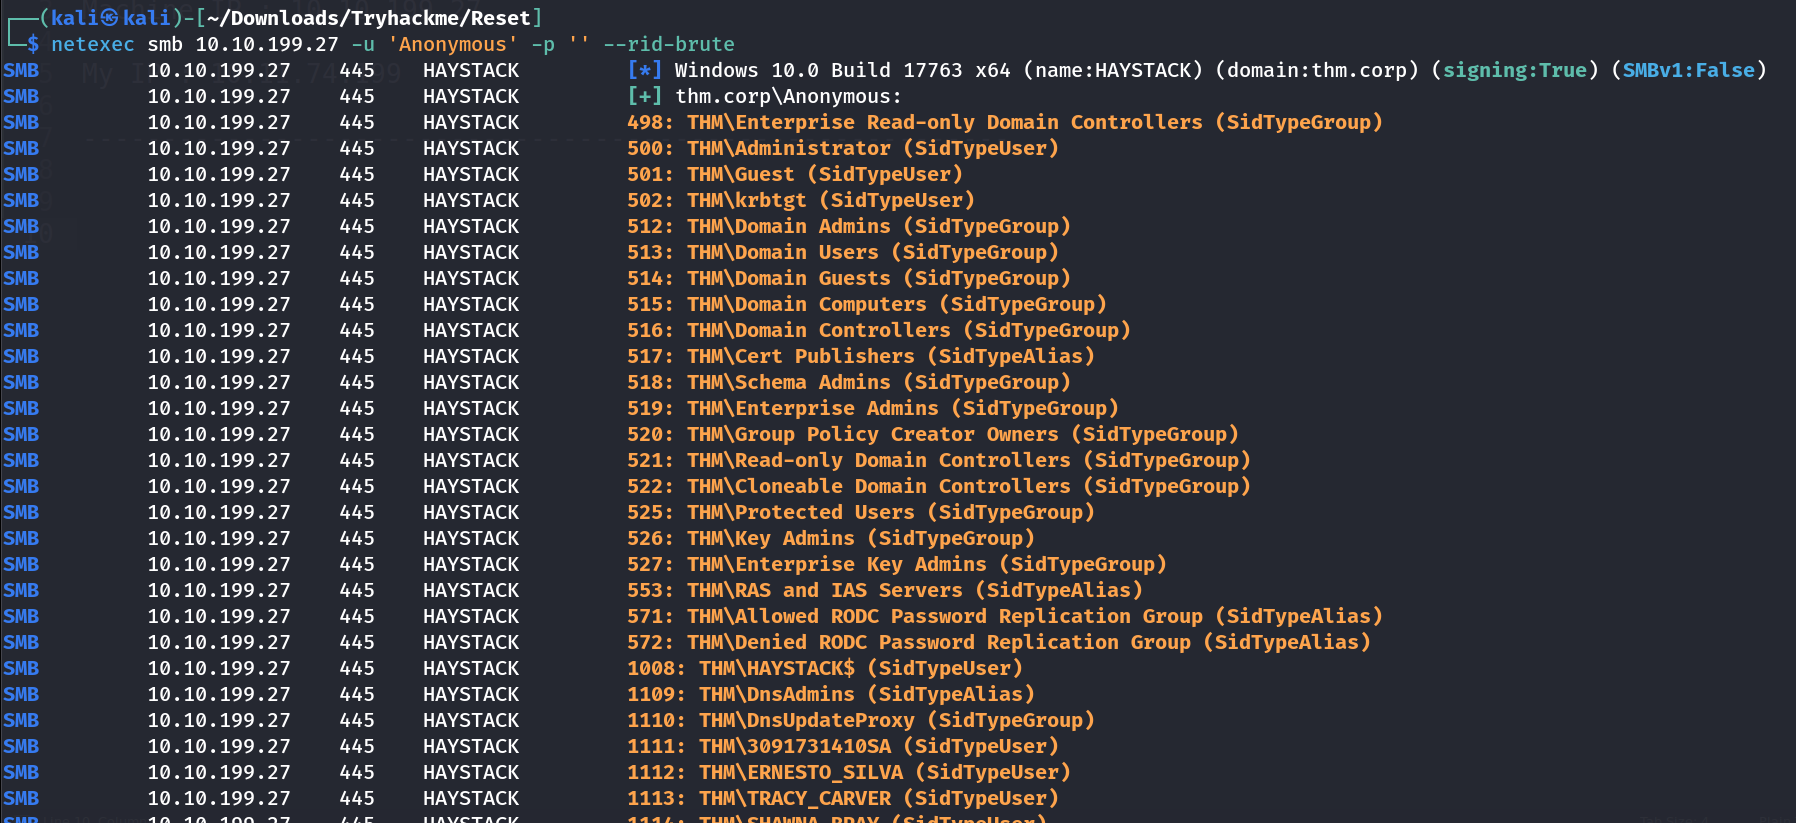 (kali㉿kali)-[~/Downloads/Tryhackme/Reset]
$ netexec smb 10.10.199.27 -u 'Anonymous' -p '' --rid-brute
SMB 10.10.199.27 445 HAYSTACK [*] Windows 10.0 Build 17763 x64 (name:HAYSTACK) (domain:thm.corp) (signing:True) (SMBv1:False)
SMB 10.10.199.27 445 HAYSTACK [+] thm.corp\Anonymous:
SMB 10.10.199.27 445 HAYSTACK 498: THM\Enterprise Read-only Domain Controllers (SidTypeGroup)
SMB 10.10.199.27 445 HAYSTACK 500: THM\Administrator (SidTypeUser)
SMB 10.10.199.27 445 HAYSTACK 501: THM\Guest (SidTypeUser)
SMB 10.10.199.27 445 HAYSTACK 502: THM\krbtgt (SidTypeUser)
SMB 10.10.199.27 445 HAYSTACK 512: THM\Domain Admins (SidTypeGroup)
SMB 10.10.199.27 445 HAYSTACK 513: THM\Domain Users (SidTypeGroup)
SMB 10.10.199.27 445 HAYSTACK 514: THM\Domain Guests (SidTypeGroup)
SMB 10.10.199.27 445 HAYSTACK 515: THM\Domain Computers (SidTypeGroup)
SMB 10.10.199.27 445 HAYSTACK 516: THM\Domain Controllers (SidTypeGroup)
SMB 10.10.199.27 445 HAYSTACK 517: THM\Cert Publishers (SidTypeAlias)
SMB 10.10.199.27 445 HAYSTACK 518: THM\Schema Admins (SidTypeGroup)
SMB 10.10.199.27 445 HAYSTACK 519: THM\Enterprise Admins (SidTypeGroup)
SMB 10.10.199.27 445 HAYSTACK 520: THM\Group Policy Creator Owners (SidTypeGroup)
SMB 10.10.199.27 445 HAYSTACK 521: THM\Read-only Domain Controllers (SidTypeGroup)
SMB 10.10.199.27 445 HAYSTACK 522: THM\Cloneable Domain Controllers (SidTypeGroup)
SMB 10.10.199.27 445 HAYSTACK 525: THM\Protected Users (SidTypeGroup)
SMB 10.10.199.27 445 HAYSTACK 526: THM\Key Admins (SidTypeGroup)
SMB 10.10.199.27 445 HAYSTACK 527: THM\Enterprise Key Admins (SidTypeGroup)
SMB 10.10.199.27 445 HAYSTACK 553: THM\RAS and IAS Servers (SidTypeAlias)
SMB 10.10.199.27 445 HAYSTACK 571: THM\Allowed RODC Password Replication Group (SidTypeAlias)
SMB 10.10.199.27 445 HAYSTACK 572: THM\Denied RODC Password Replication Group (SidTypeAlias)
SMB 10.10.199.27 445 HAYSTACK 1008: THM\HAYSTACK$ (SidTypeUser)
SMB 10.10.199.27 445 HAYSTACK 1109: THM\DnsAdmins (SidTypeAlias)
SMB 10.10.199.27 445 HAYSTACK 1110: THM\DnsUpdateProxy (SidTypeGroup)
SMB 10.10.199.27 445 HAYSTACK 1111: THM\3091731410SA (SidTypeUser)
SMB 10.10.199.27 445 HAYSTACK 1112: THM\ERNESTO_SILVA (SidTypeUser)
SMB 10.10.199.27 445 HAYSTACK 1113: THM\TRACY_CARVER (SidTypeUser)
SMB 10.10.199.27 445 HAYSTACK 1114: THM\SHAWNA_BRAY (SidTypeUser)